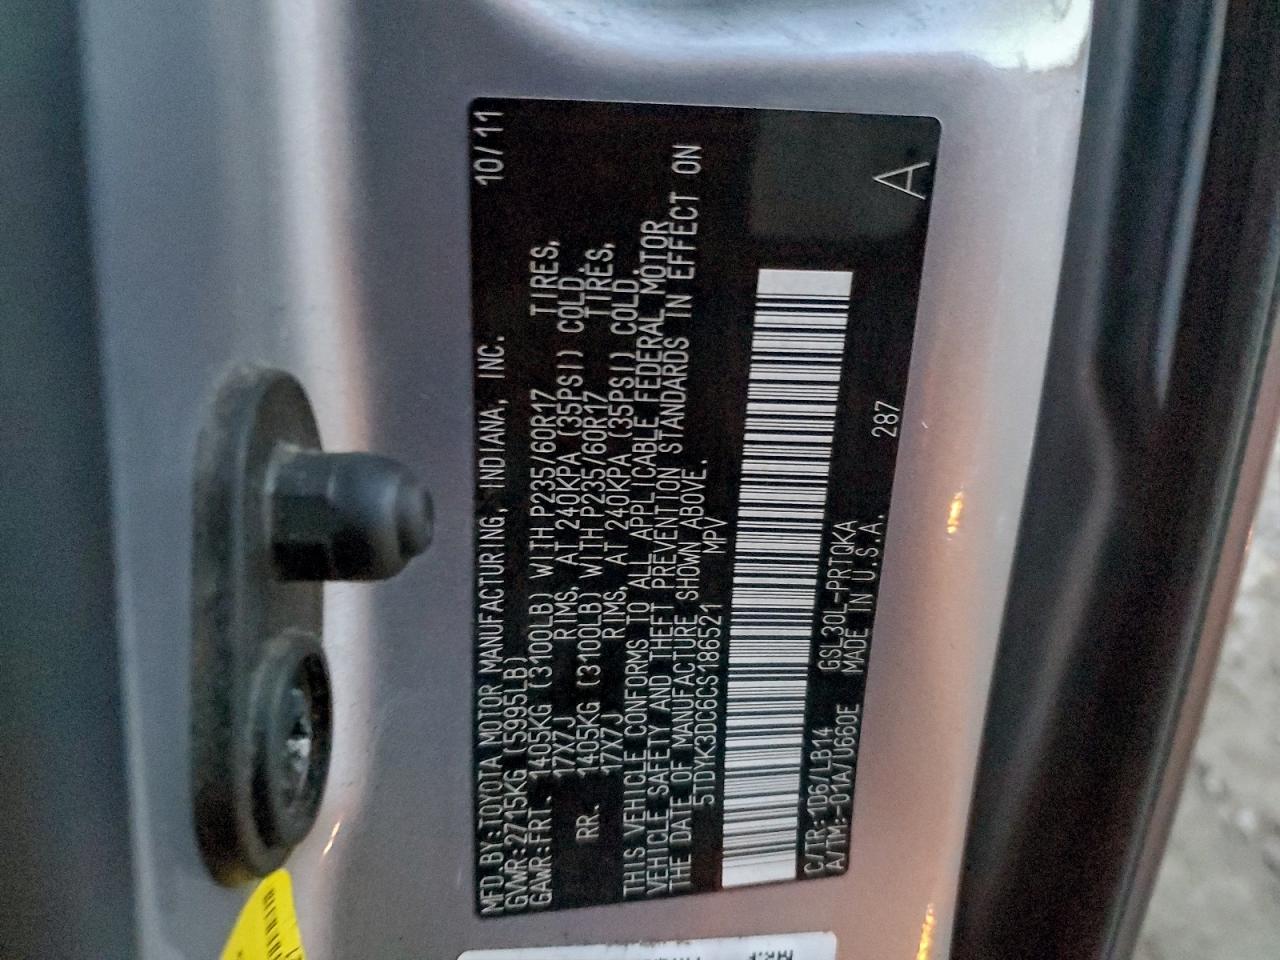 MFD.BY:TOYOTA MOTOR MANUFACTURING, INDIANA, INC. 10/11
GVWR:2715KG(5995LB)
GAWR:FRT. 1405KG (3100LB) WITH P235/60R17 TIRES,
17X7J RIMS, AT 240KPA (35PSI) COLD.
RR. 1405KG (3100LB) WITH P235/60R17 TIRES,
17X7J RIMS, AT 240KPA (35PSI) COLD.
THIS VEHICLE CONFORMS TO ALL APPLICABLE FEDERAL MOTOR
VEHICLE SAFETY AND THEFT PREVENTION STANDARDS IN EFFECT ON
THE DATE OF MANUFACTURE SHOWN ABOVE.
5TDYK3DC6CS186521 MPV
C/TR:1D6/LB14 GSL30L-PRTQKA
A/TM:-01A/U660E MADE IN U.S.A. 287
A